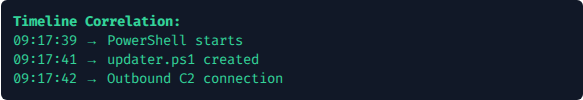 Timeline Correlation:
09:17:39 → PowerShell starts
09:17:41 → updater.ps1 created
09:17:42 → Outbound C2 connection